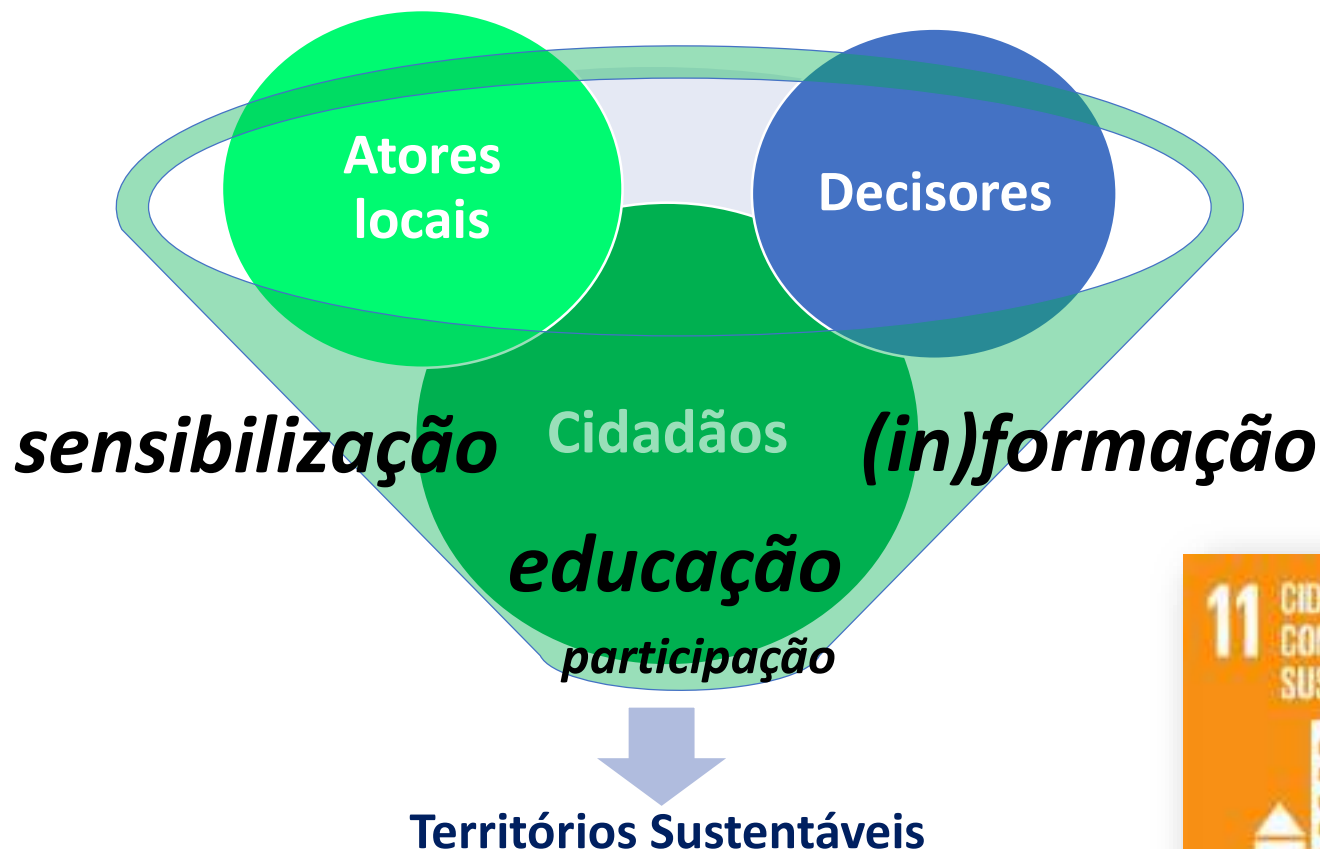 Atores
locais
Decisores
Cidadãos
sensibilização
(in)formação
educação
participação
11
Territórios Sustentáveis